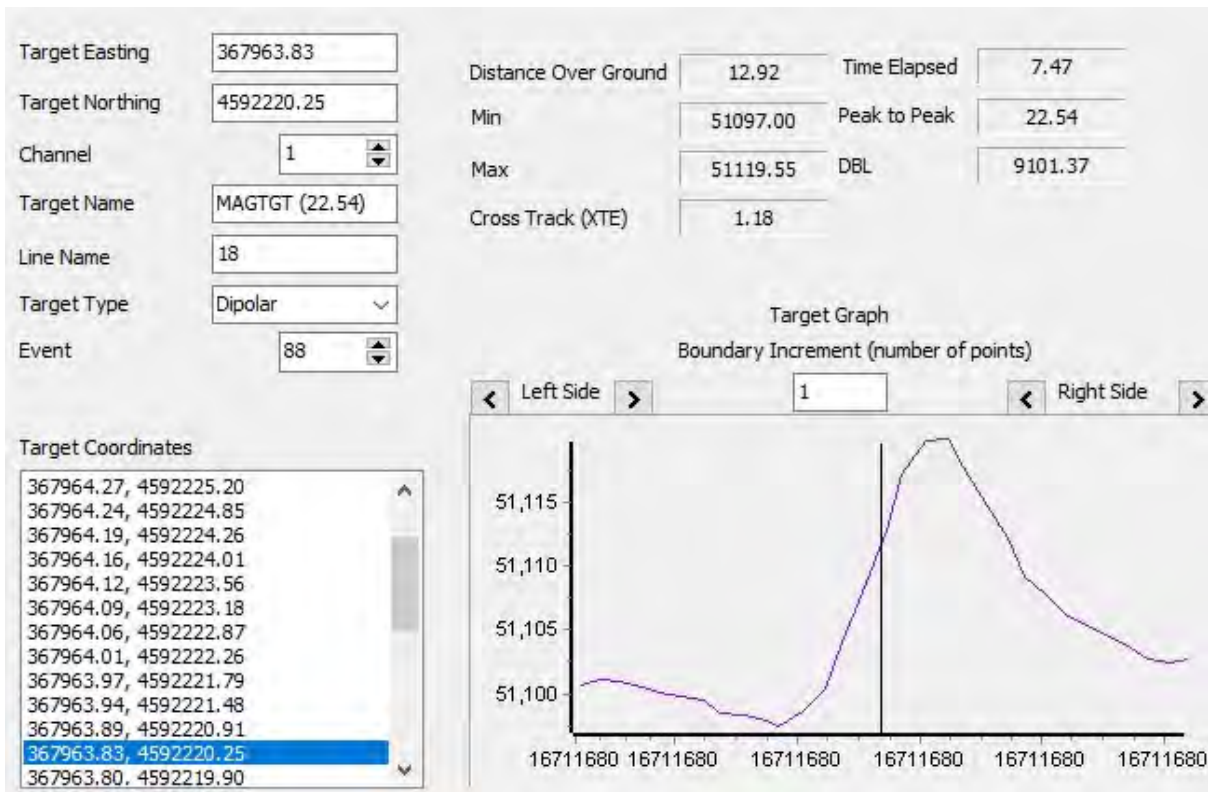 Target Easting 367963.83
Target Northing 4592220.25
Channel 1
Target Name MAGTGT (22.54)
Line Name 18
Target Type Dipolar
Event 88
Distance Over Ground 12.92 Time Elapsed 7.47
Min 51097.00 Peak to Peak 22.54
Max 51119.55 DBL 9101.37
Cross Track (XTE) 1.18
Target Coordinates
367964.27, 4592225.20
367964.24, 4592224.85
367964.19, 4592224.26
367964.16, 4592224.01
367964.12, 4592223.56
367964.09, 4592223.18
367964.06, 4592222.87
367964.01, 4592222.26
367963.97, 4592221.79
367963.94, 4592221.48
367963.89, 4592220.91
367963.83, 4592220.25
367963.80, 4592219.90
Target Graph
Boundary Increment (number of points)
< Left Side > 1 < Right Side >
51,115
51,110
51,105
51,100
16711680 16711680 16711680 16711680 16711680 16711680